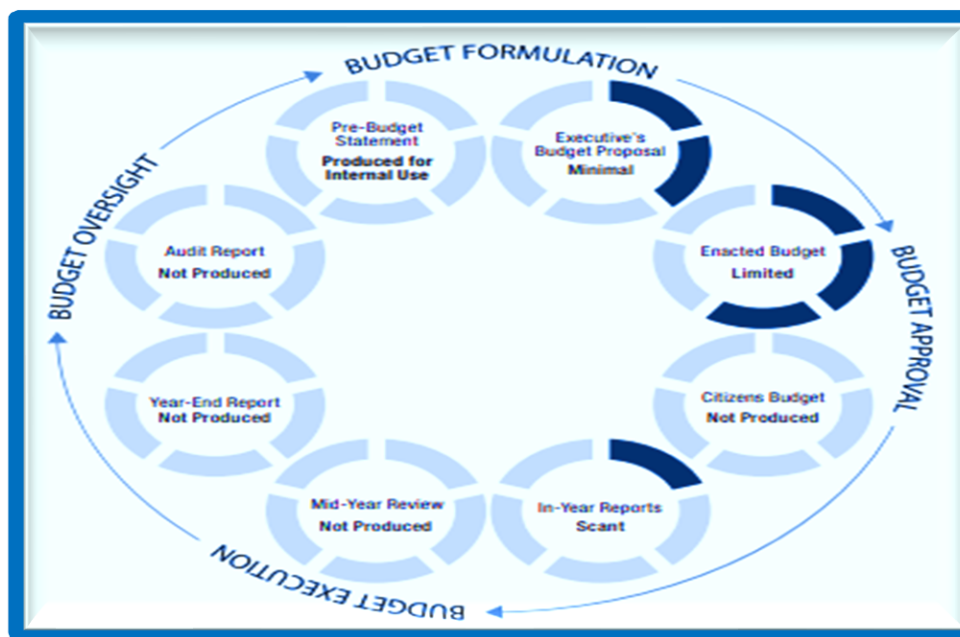 BUDGET FORMULATION
Pre-Budget
Statement
Produced for
Internal Use
Executive's
Budget Proposal
Minimal
Enacted Budget
Limited
BUDGET APPROVAL
Citizens Budget
Not Produced
In-Year Reports
Scant
BUDGET EXECUTION
Mid-Year Review
Not Produced
Year-End Report
Not Produced
BUDGET OVERSIGHT
Audit Report
Not Produced